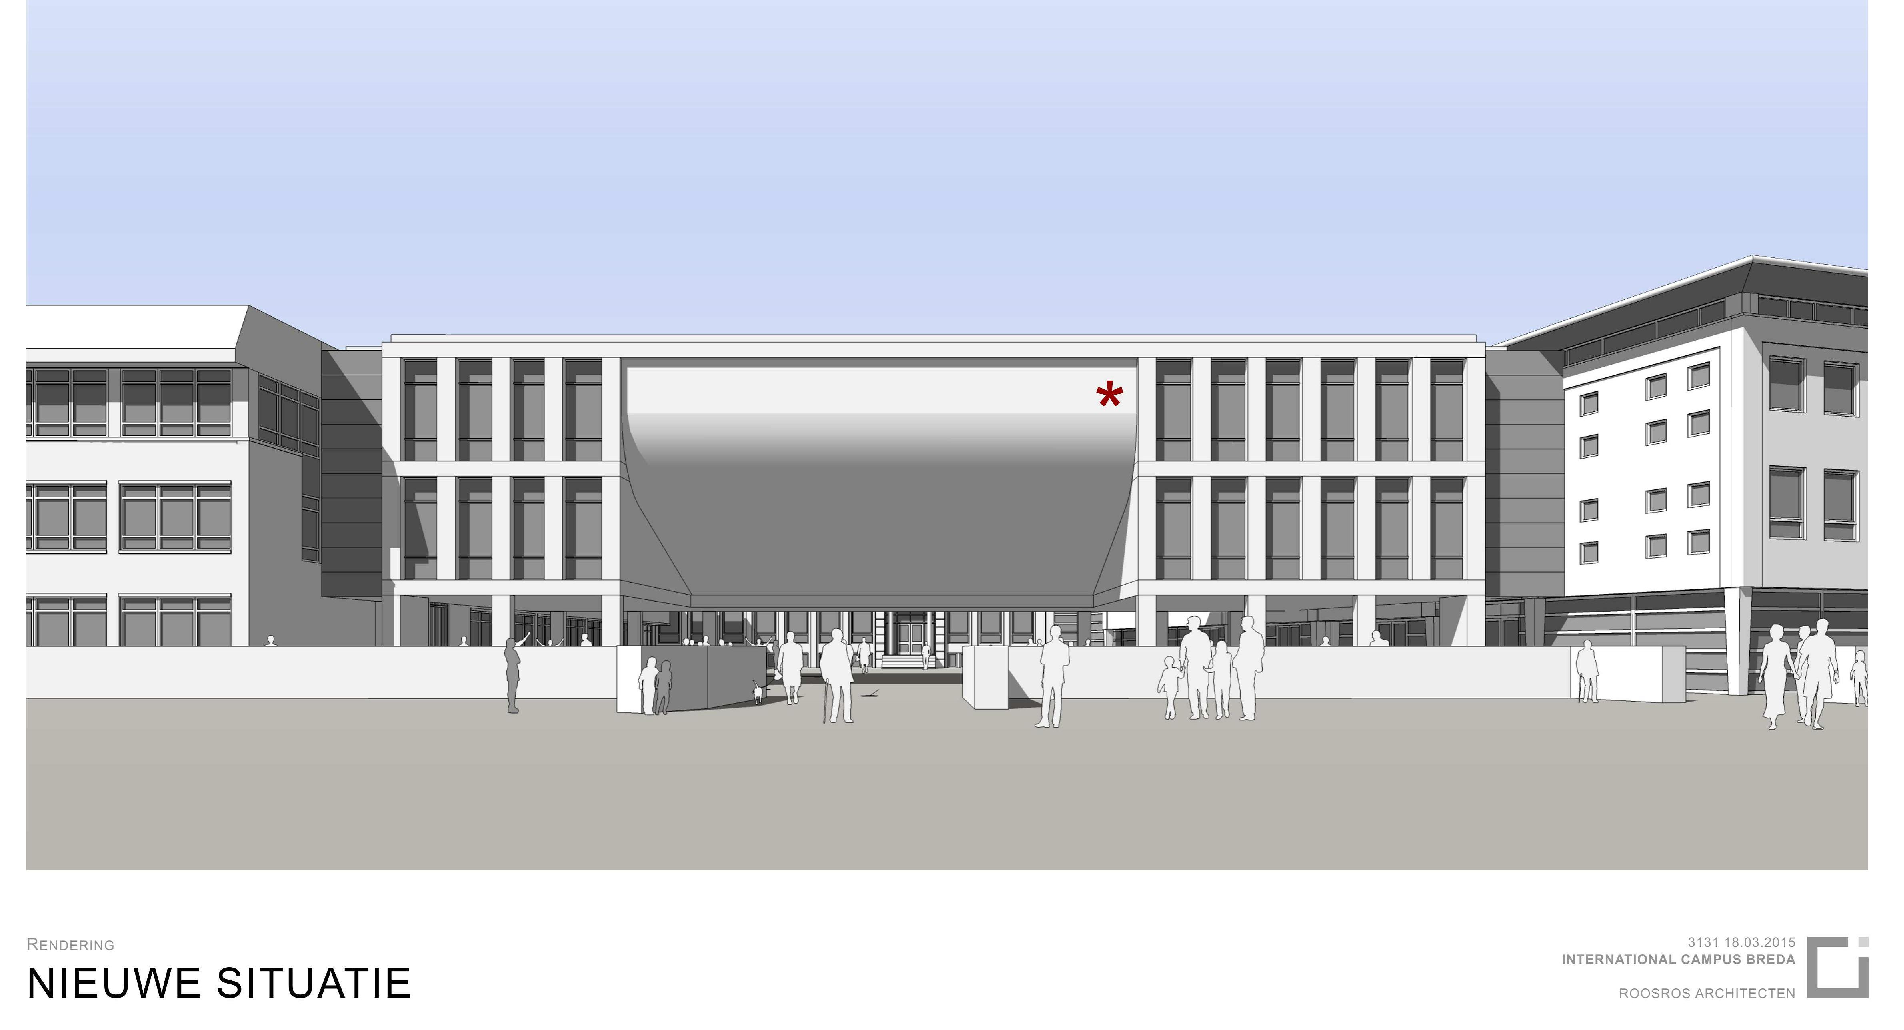 *
RENDERING
NIEUWE SITUATIE
3131 18.03.2015
INTERNATIONAL CAMPUS BREDA
ROOSROS ARCHITECTEN